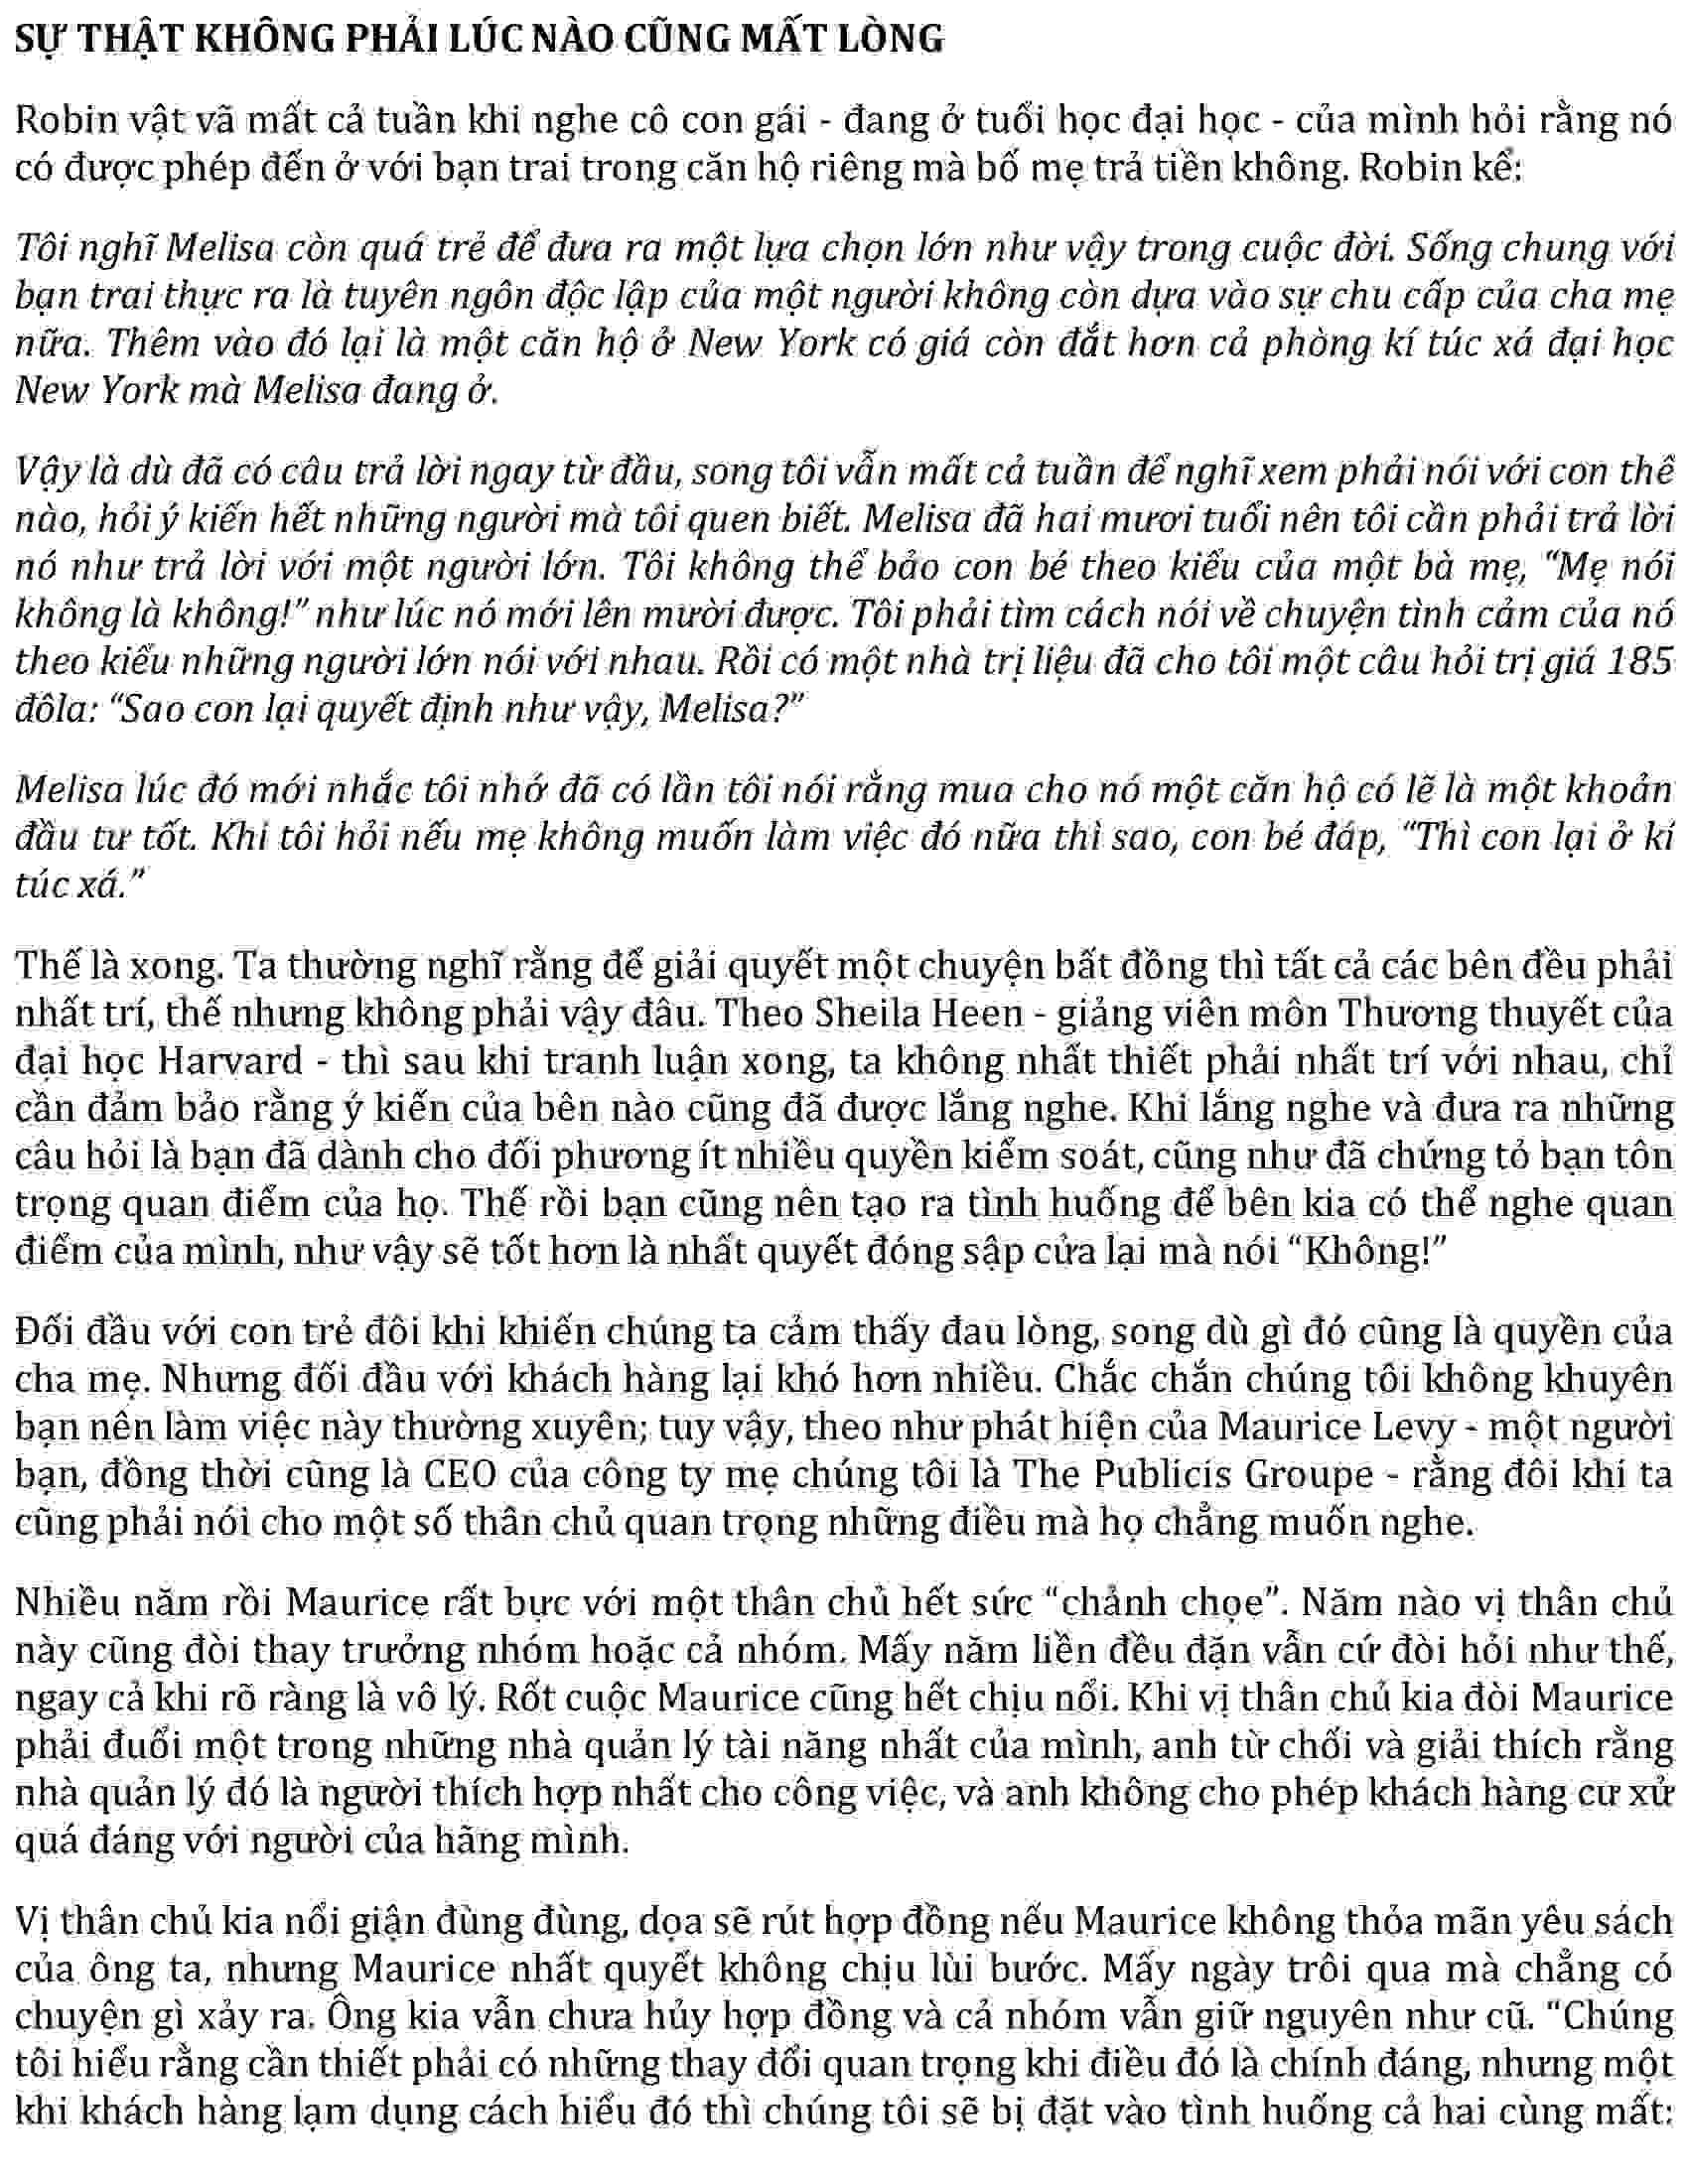 SỰ THẬT KHÔNG PHẢI LÚC NÀO CŨNG MẤT LÒNG
Robin vật vã mất cả tuần khi nghe cô con gái - đang ở tuổi học đại học - của mình hỏi rằng nó
có được phép đến ở với bạn trai trong căn hộ riêng mà bố mẹ trả tiền không. Robin kể:
Tôi nghĩ Melisa còn quá trẻ để đưa ra một lựa chọn lớn như vậy trong cuộc đời. Sống chung với
bạn trai thực ra là tuyên ngôn độc lập của một người không còn dựa vào sự chu cấp của cha mẹ
nữa. Thêm vào đó lại là một căn hộ ở New York có giá còn đắt hơn cả phòng kí túc xá đại học
New York mà Melisa đang ở.
Vậy là dù đã có câu trả lời ngay từ đầu, song tôi vẫn mất cả tuần để nghĩ xem phải nói với con thế
nào, hỏi ý kiến hết những người mà tôi quen biết. Melisa đã hai mươi tuổi nên tôi cần phải trả lời
nó như trả lời với một người lớn. Tôi không thể bảo con bé theo kiểu của một bà mẹ, “Mẹ nói
không là không!” như lúc nó mới lên mười được. Tôi phải tìm cách nói về chuyện tình cảm của nó
theo kiểu những người lớn nói với nhau. Rồi có một nhà trị liệu đã cho tôi một câu hỏi trị giá 185
đôla: “Sao con lại quyết định như vậy, Melisa?”
Melisa lúc đó mới nhắc tôi nhớ đã có lần tôi nói rằng mua cho nó một căn hộ có lẽ là một khoản
đầu tư tốt. Khi tôi hỏi nếu mẹ không muốn làm việc đó nữa thì sao, con bé đáp, “Thì con lại ở kí
túc xá.”
Thế là xong. Ta thường nghĩ rằng để giải quyết một chuyện bất đồng thì tất cả các bên đều phải
nhất trí, thế nhưng không phải vậy đâu. Theo Sheila Heen - giảng viên môn Thương thuyết của
đại học Harvard - thì sau khi tranh luận xong, ta không nhất thiết phải nhất trí với nhau, chỉ
cần đảm bảo rằng ý kiến của bên nào cũng đã được lắng nghe. Khi lắng nghe và đưa ra những
câu hỏi là bạn đã dành cho đối phương ít nhiều quyền kiểm soát, cũng như đã chứng tỏ bạn tôn
trọng quan điểm của họ. Thế rồi bạn cũng nên tạo ra tình huống để bên kia có thể nghe quan
điểm của mình, như vậy sẽ tốt hơn là nhất quyết đóng sập cửa lại mà nói “Không!”
Đối đầu với con trẻ đôi khi khiến chúng ta cảm thấy đau lòng, song dù gì đó cũng là quyền của
cha mẹ. Nhưng đối đầu với khách hàng lại khó hơn nhiều. Chắc chắn chúng tôi không khuyên
bạn nên làm việc này thường xuyên; tuy vậy, theo như phát hiện của Maurice Levy - một người
bạn, đồng thời cũng là CEO của công ty mẹ chúng tôi là The Publicis Groupe - rằng đôi khi ta
cũng phải nói cho một số thân chủ quan trọng những điều mà họ chẳng muốn nghe.
Nhiều năm rồi Maurice rất bực với một thân chủ hết sức “chảnh chọe”. Năm nào vị thân chủ
này cũng đòi thay trưởng nhóm hoặc cả nhóm. Mấy năm liền đều đặn vẫn cứ đòi hỏi như thế,
ngay cả khi rõ ràng là vô lý. Rốt cuộc Maurice cũng hết chịu nổi. Khi vị thân chủ kia đòi Maurice
phải đuổi một trong những nhà quản lý tài năng nhất của mình, anh từ chối và giải thích rằng
nhà quản lý đó là người thích hợp nhất cho công việc, và anh không cho phép khách hàng cư xử
quá đáng với người của hãng mình.
Vị thân chủ kia nổi giận đùng đùng, dọa sẽ rút hợp đồng nếu Maurice không thỏa mãn yêu sách
của ông ta, nhưng Maurice nhất quyết không chịu lùi bước. Mấy ngày trôi qua mà chẳng có
chuyện gì xảy ra. Ông kia vẫn chưa hủy hợp đồng và cả nhóm vẫn giữ nguyên như cũ. “Chúng
tôi hiểu rằng cần thiết phải có những thay đổi quan trọng khi điều đó là chính đáng, nhưng một
khi khách hàng lạm dụng cách hiểu đó thì chúng tôi sẽ bị đặt vào tình huống cả hai cùng mất: